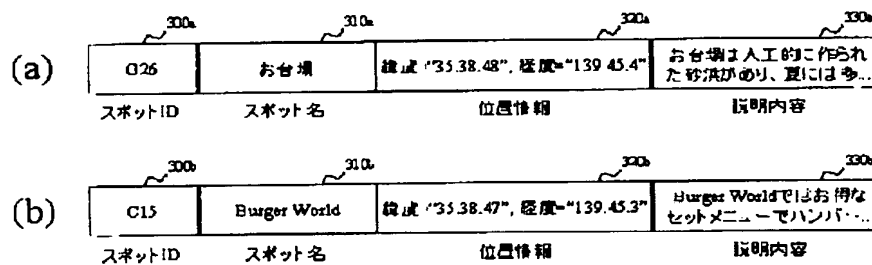 300a 310a 320a 330a
(a) G26 お台場 緯度="35.38.48", 経度="139.45.4" お台場は人工的に作られ
た砂浜があり、夏には多...
スポットID スポット名 位置情報 説明内容
300b 310b 320b 330b
(b) C15 Burger World 緯度="35.38.47", 経度="139.45.3" Burger Worldではお得な
セットメニューでハンバ・...
スポットID スポット名 位置情報 説明内容